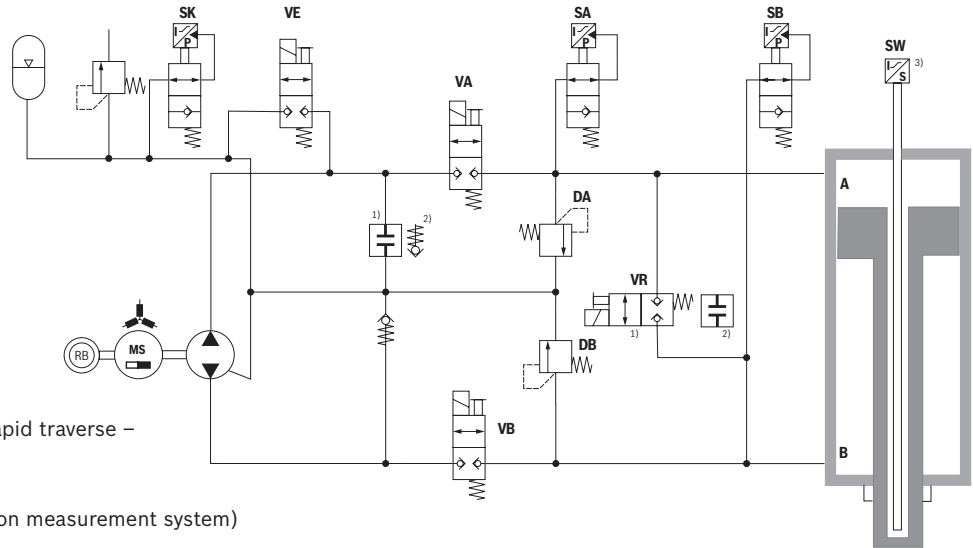 SK VE SA SB
I P I P I P
SW
I S 3)
VA
A
DA
1) 2)
VR
1) 2)
RB MS
DB
apid traverse –
VB
B
on measurement system)